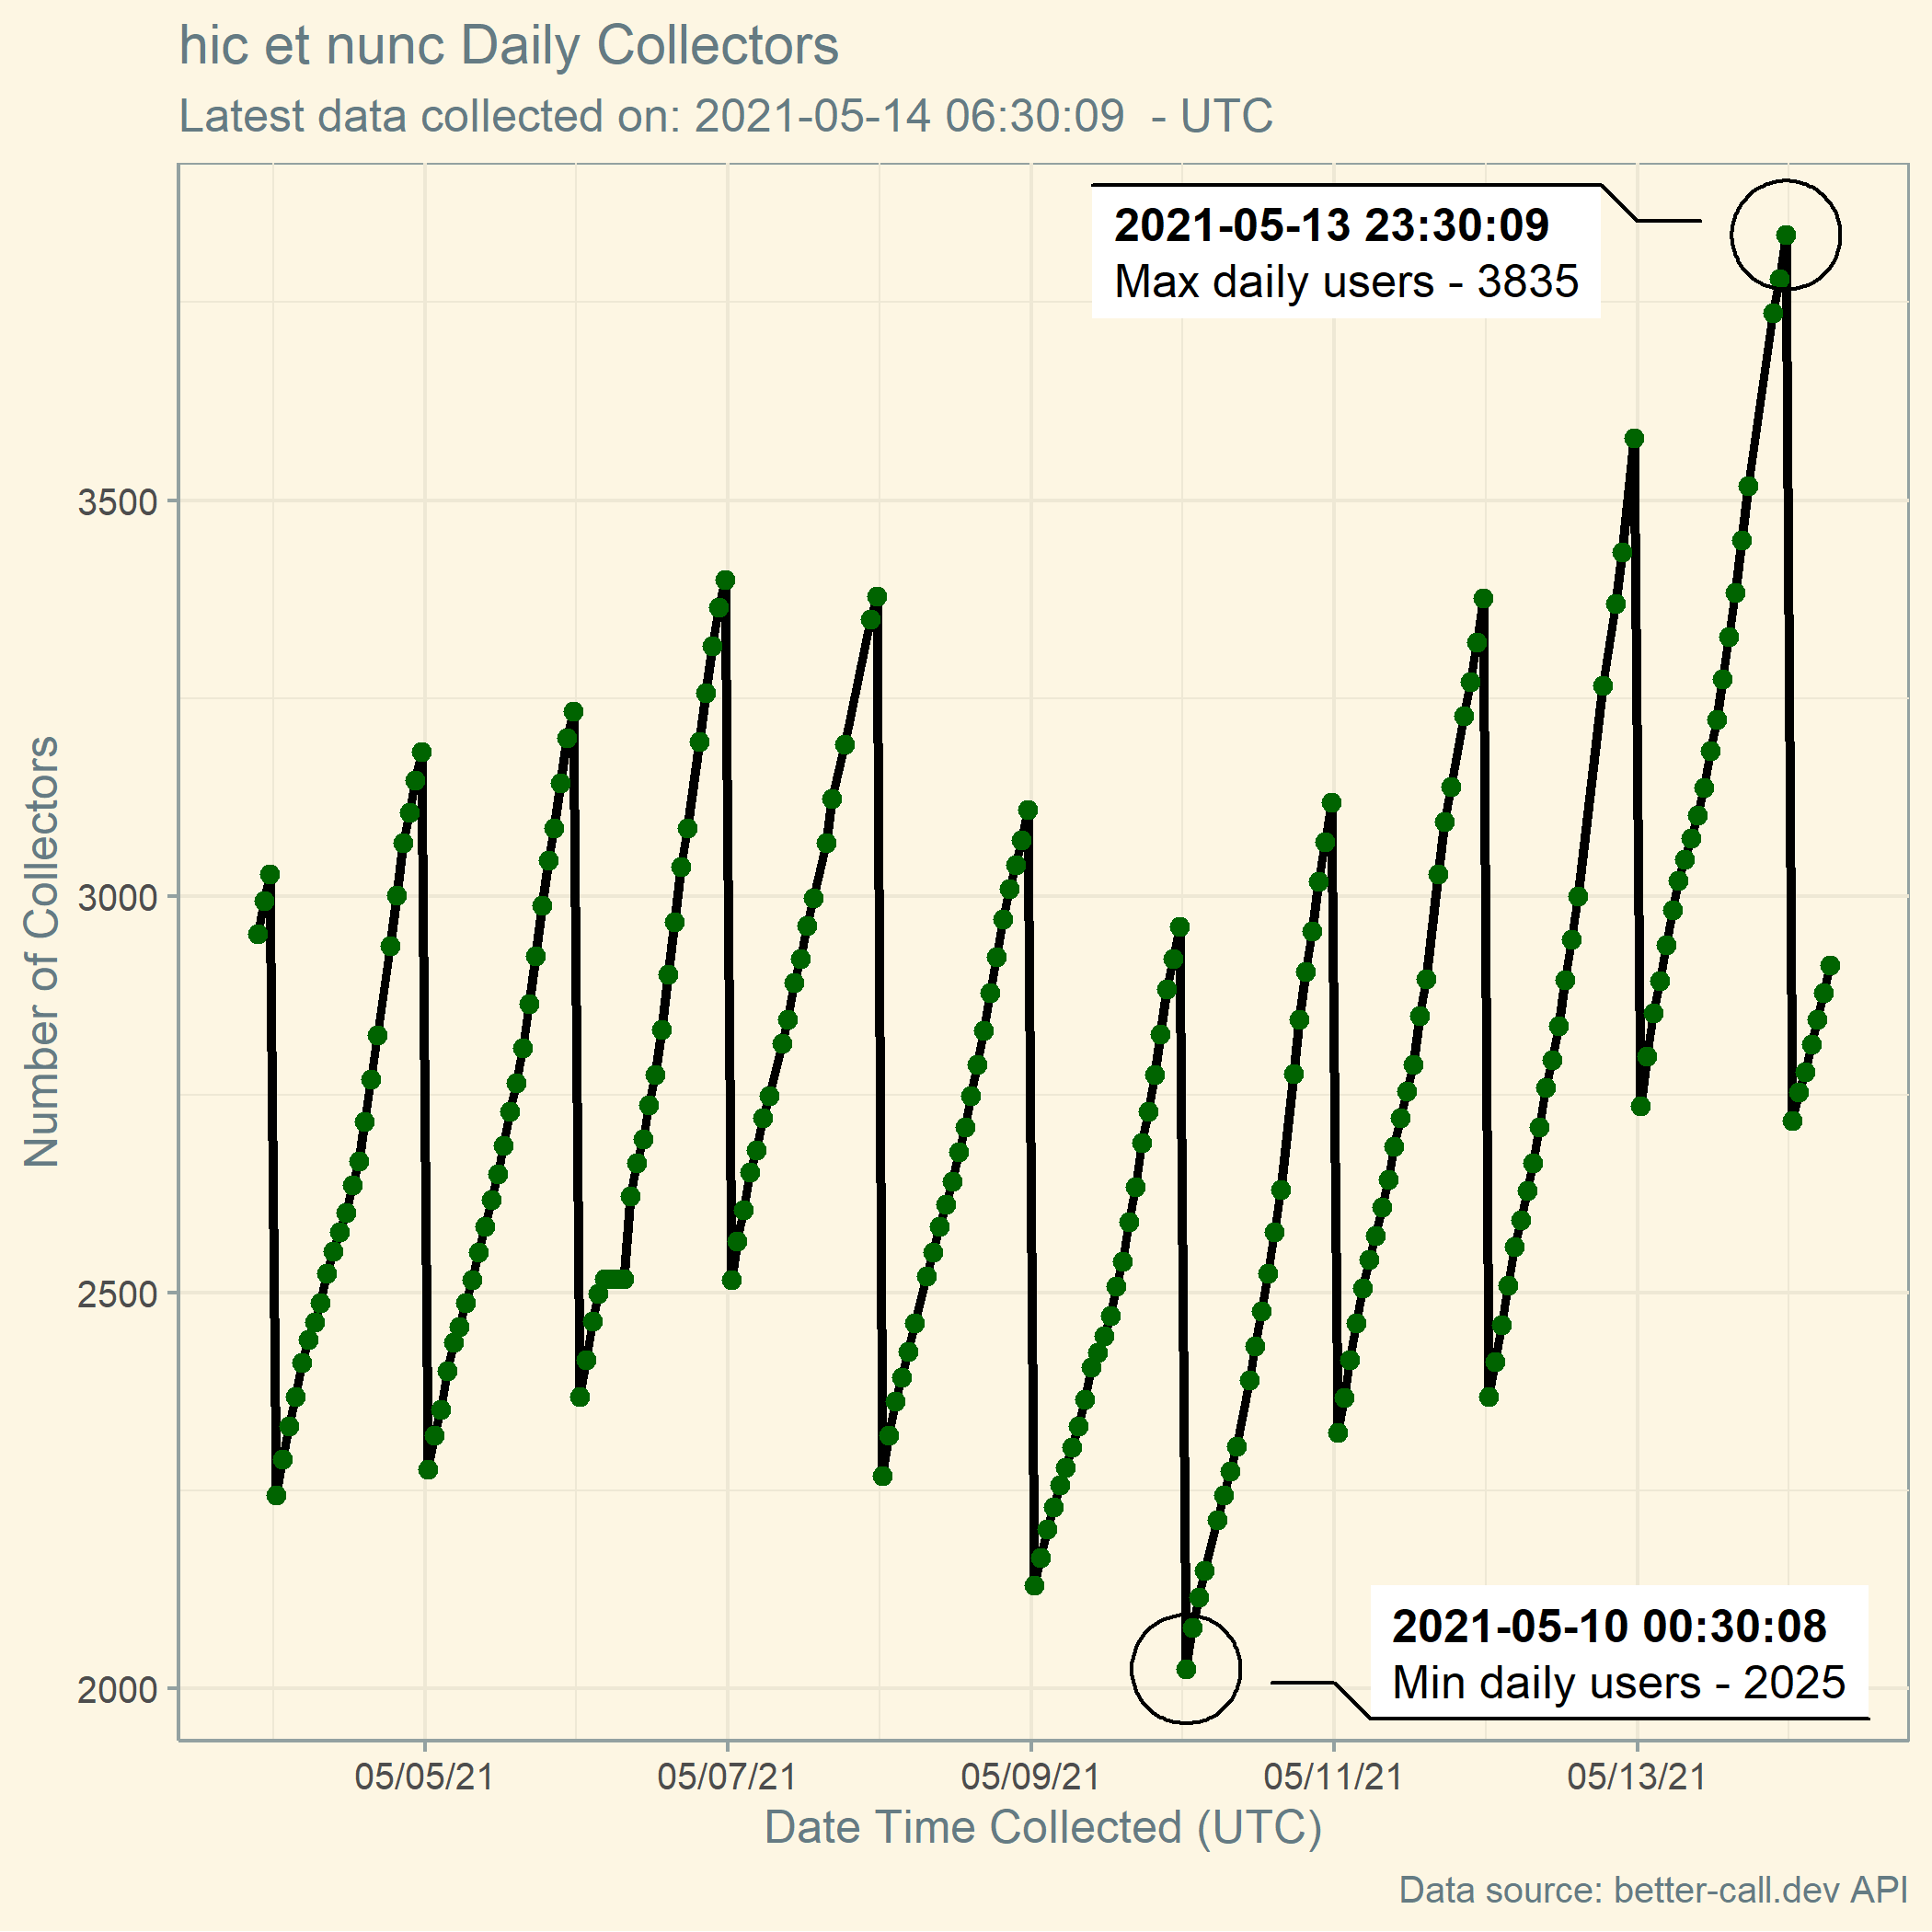 hic et nunc Daily Collectors
Latest data collected on: 2021-05-14 06:30:09  - UTC
2021-05-13 23:30:09
Max daily users - 3835
3500
3000
2500
2000
Number of Collectors
2021-05-10 00:30:08
Min daily users - 2025
05/05/21 05/07/21 05/09/21 05/11/21 05/13/21
Date Time Collected (UTC)
Data source: better-call.dev API